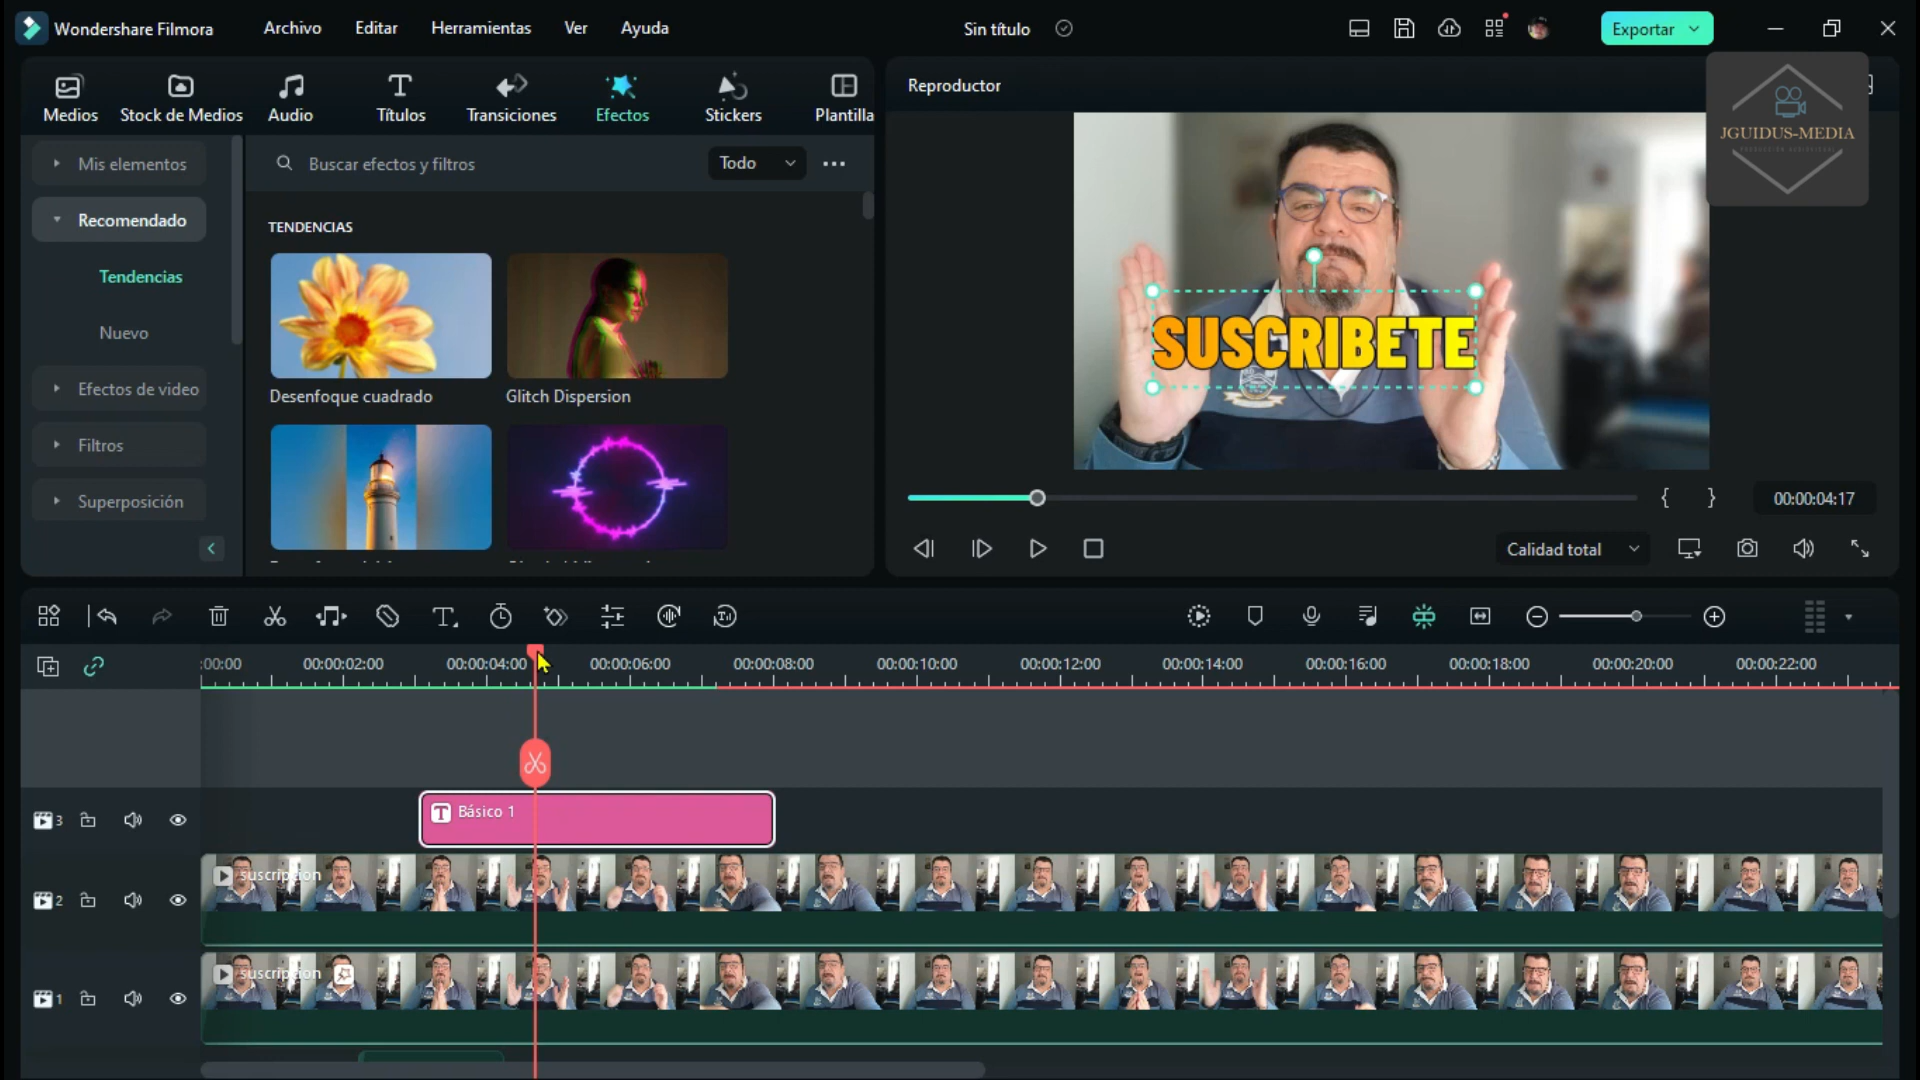 Wondershare Filmora
Archivo
Editar
Herramientas
Ver
Ayuda
Sin título
Exportar
Medios
Stock de Medios
Audio
Títulos
Transiciones
Efectos
Stickers
Plantilla
Reproductor
JGUIDUS-MEDIA
Mis elementos
Buscar efectos y filtros
Todo
Recomendado
TENDENCIAS
Tendencias
Nuevo
Efectos de video
Filtros
Superposición
Desenfoque cuadrado
Glitch Dispersion
SUSCRIBETE
00:00:04:17
Calidad total
:00:00
00:00:02:00
00:00:04:00
00:00:06:00
00:00:08:00
00:00:10:00
00:00:12:00
00:00:14:00
00:00:16:00
00:00:18:00
00:00:20:00
00:00:22:00
3
Básico 1
2
suscripcion
1
suscripcion